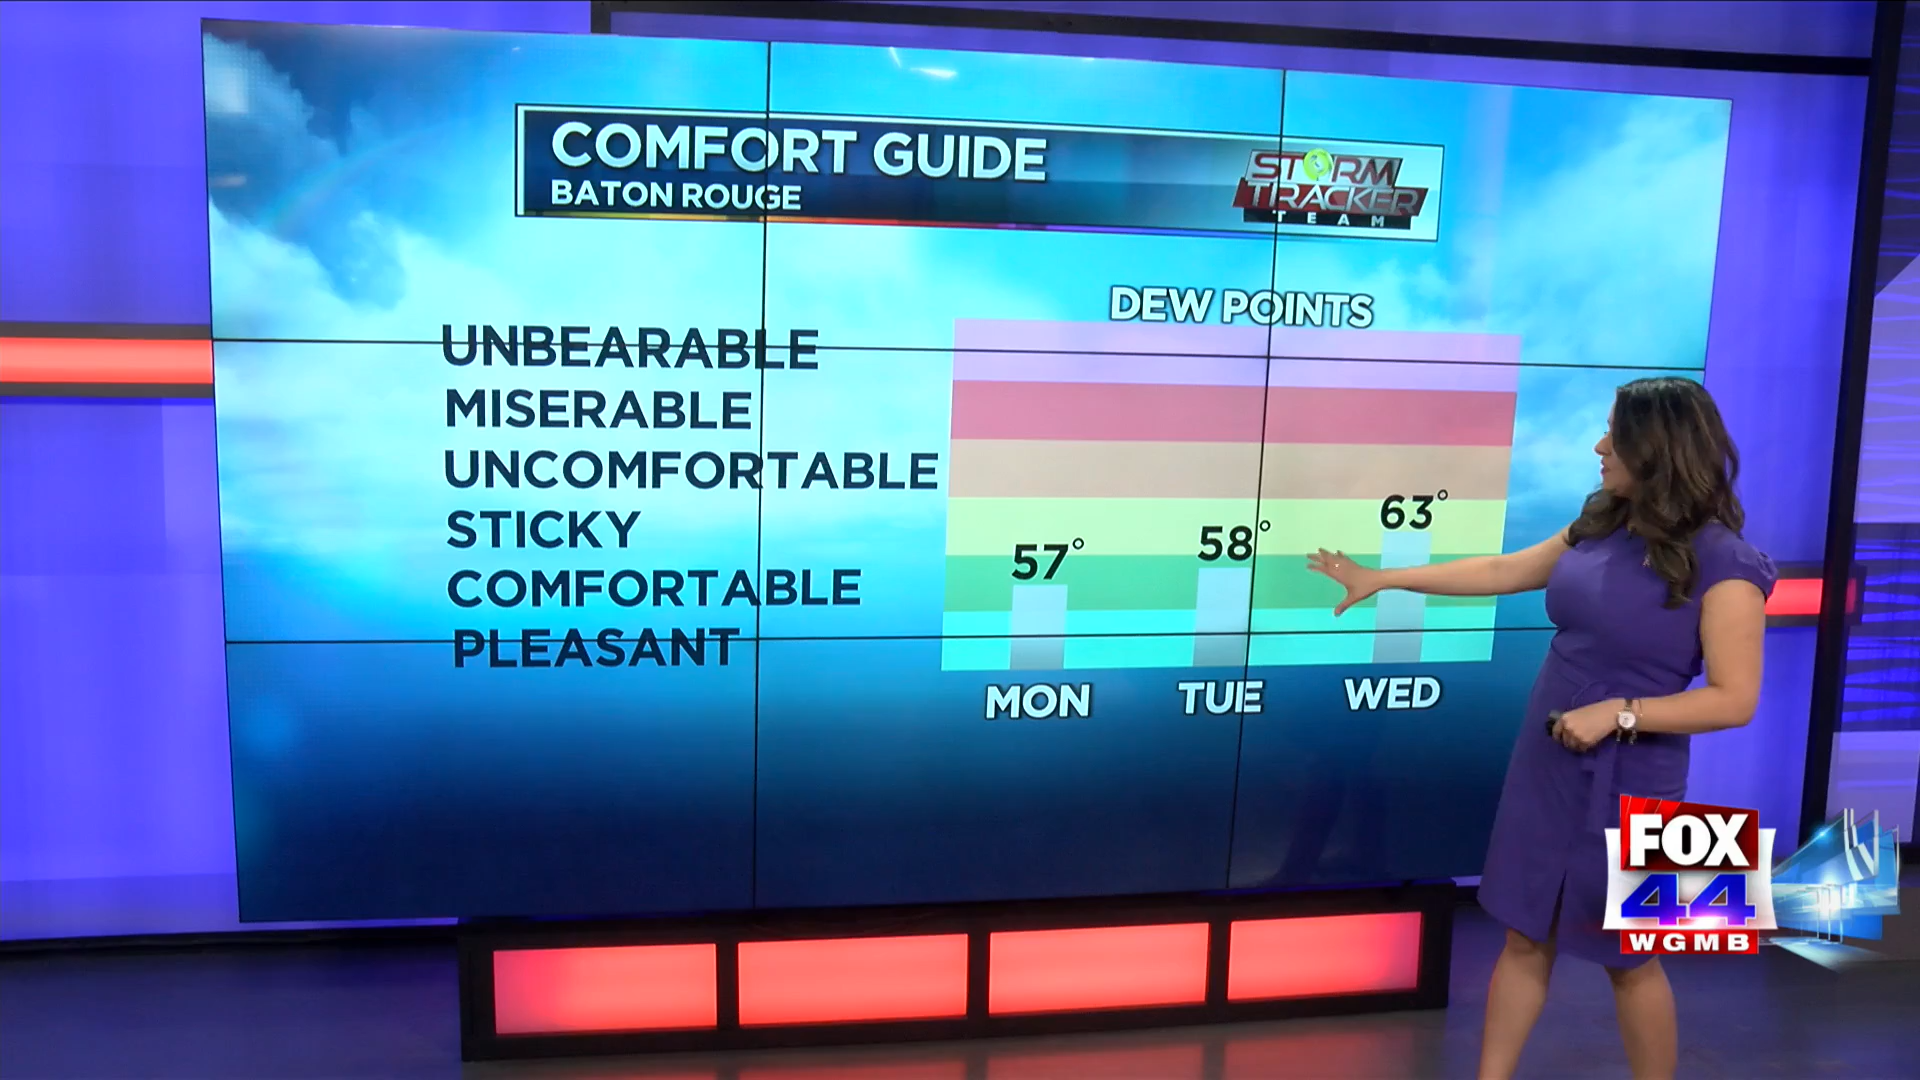 COMFORT GUIDE
BATON ROUGE
STORM
TRACKER
TEAM
DEW POINTS
UNBEARABLE
MISERABLE
UNCOMFORTABLE
STICKY
COMFORTABLE
PLEASANT
57°
58°
63°
MON
TUE
WED
FOX
44
WGMB